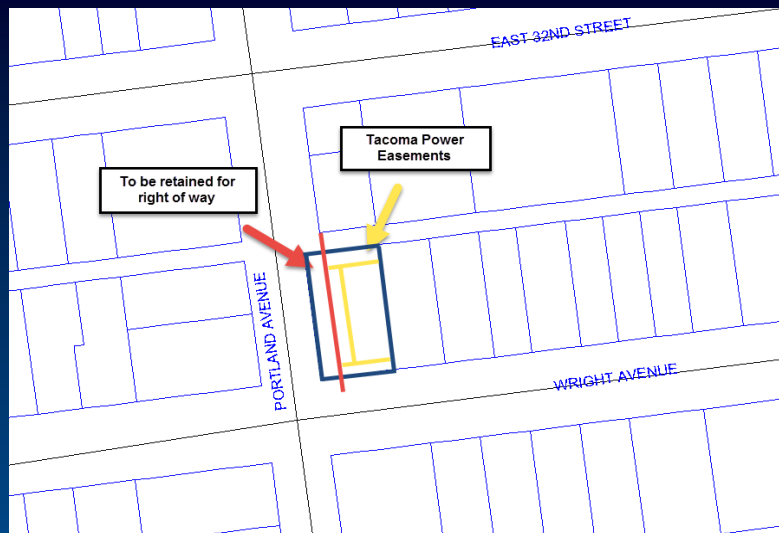 EAST 32ND STREET
Tacoma Power
Easements
To be retained for
right of way
PORTLAND AVENUE
WRIGHT AVENUE